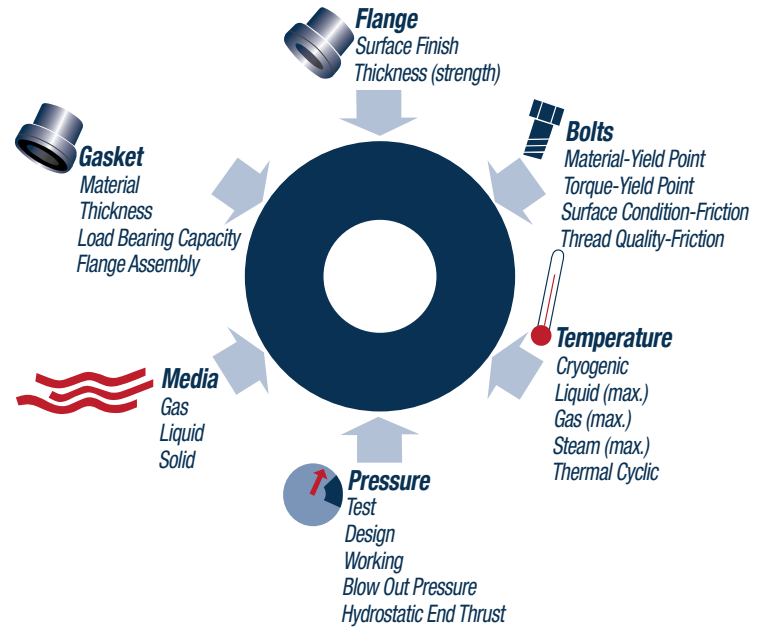 Flange
Surface Finish
Thickness (strength)
Bolts
Material-Yield Point
Torque-Yield Point
Surface Condition-Friction
Thread Quality-Friction
Temperature
Cryogenic
Liquid (max.)
Gas (max.)
Steam (max.)
Thermal Cyclic
Pressure
Test
Design
Working
Blow Out Pressure
Hydrostatic End Thrust
Media
Gas
Liquid
Solid
Gasket
Material
Thickness
Load Bearing Capacity
Flange Assembly